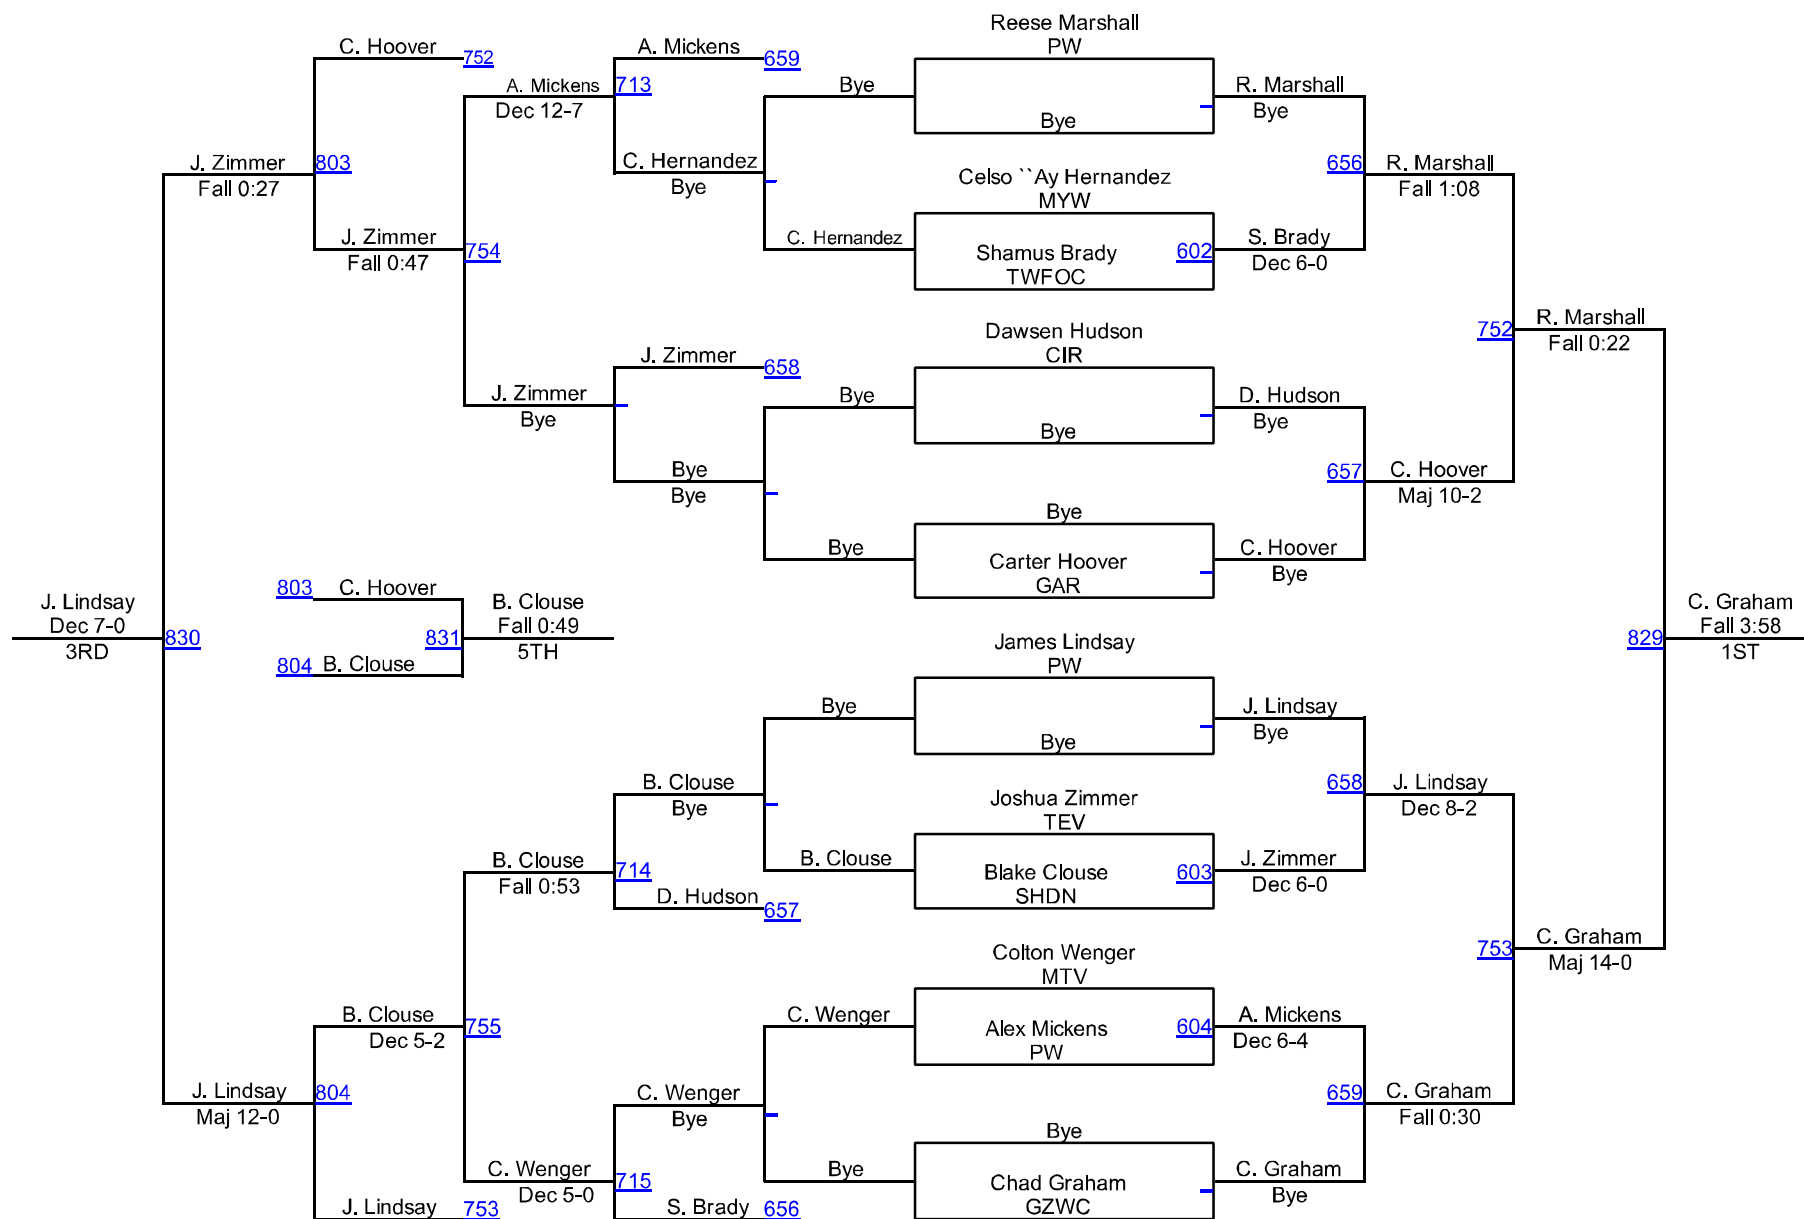 Reese Marshall
PW
C. Hoover
752
A. Mickens
659
A. Mickens
713
Dec 12-7
Bye
Bye
R. Marshall
Bye
J. Zimmer
803
Fall 0:27
C. Hernandez
Bye
Celso ``Ay Hernandez
MYW
656
R. Marshall
Fall 1:08
J. Zimmer
754
Fall 0:47
C. Hernandez
Shamus Brady
602
TWFOC
S. Brady
Dec 6-0
Dawsen Hudson
CIR
752
R. Marshall
Fall 0:22
J. Zimmer
658
J. Zimmer
Bye
Bye
Bye
D. Hudson
Bye
Bye
Bye
657
C. Hoover
Maj 10-2
Bye
Bye
Carter Hoover
GAR
C. Hoover
Bye
803
C. Hoover
J. Lindsay
Dec 7-0
830
3RD
831
B. Clouse
Fall 0:49
5TH
804
B. Clouse
James Lindsay
PW
829
C. Graham
Fall 3:58
1ST
Bye
Bye
J. Lindsay
Bye
B. Clouse
Bye
Joshua Zimmer
TEV
658
J. Lindsay
Dec 8-2
B. Clouse
Fall 0:53
714
B. Clouse
Blake Clouse
603
SHDN
J. Zimmer
Dec 6-0
D. Hudson
657
Colton Wenger
MTV
753
C. Graham
Maj 14-0
B. Clouse
755
Dec 5-2
C. Wenger
Alex Mickens
604
PW
A. Mickens
Dec 6-4
J. Lindsay
804
Maj 12-0
C. Wenger
Bye
659
C. Graham
Fall 0:30
Bye
C. Wenger
715
Dec 5-0
Bye
Chad Graham
GZWC
C. Graham
Bye
J. Lindsay
753
S. Brady
656